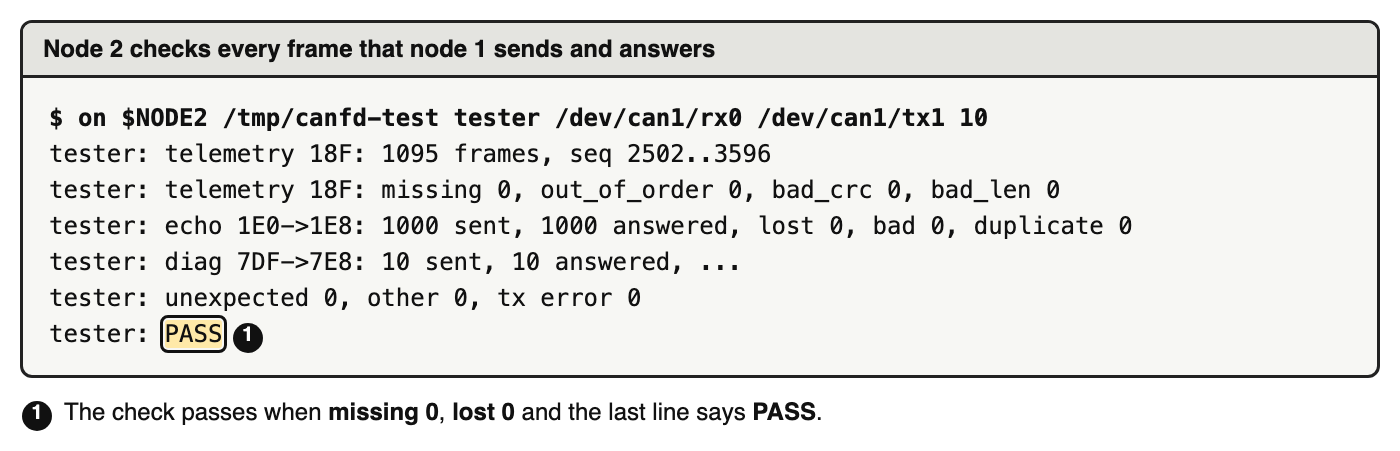 Node 2 checks every frame that node 1 sends and answers
$ on $NODE2 /tmp/canfd-test tester /dev/can1/rx0 /dev/can1/tx1 10
tester: telemetry 18F: 1095 frames, seq 2502..3596
tester: telemetry 18F: missing 0, out_of_order 0, bad_crc 0, bad_len 0
tester: echo 1E0->1E8: 1000 sent, 1000 answered, lost 0, bad 0, duplicate 0
tester: diag 7DF->7E8: 10 sent, 10 answered, ...
tester: unexpected 0, other 0, tx error 0
tester: PASS 1
1 The check passes when missing 0, lost 0 and the last line says PASS.